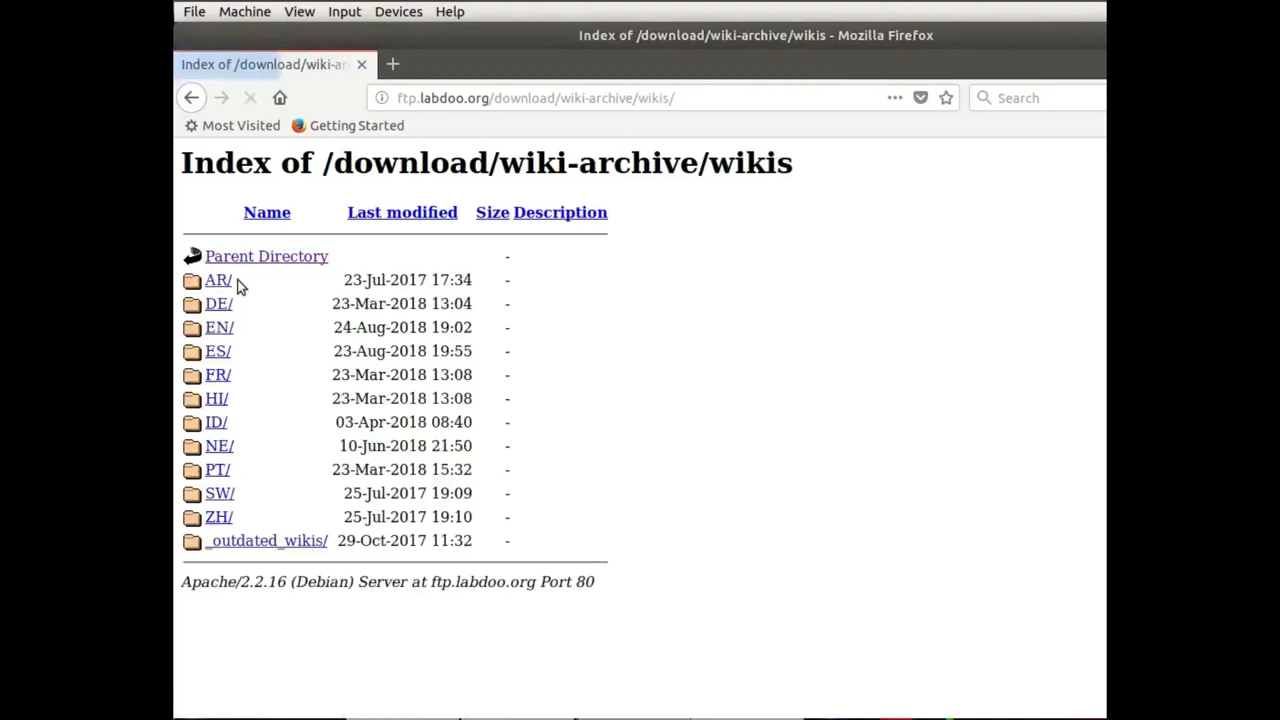 File Machine View Input Devices Help
Index of /download/wiki-archive/wikis - Mozilla Firefox
Index of /download/wiki-ar
ftp.labdoo.org/download/wiki-archive/wikis/ Search
Most Visited Getting Started
Index of /download/wiki-archive/wikis
Name Last modified Size Description
Parent Directory -
AR/ 23-Jul-2017 17:34 -
DE/ 23-Mar-2018 13:04 -
EN/ 24-Aug-2018 19:02 -
ES/ 23-Aug-2018 19:55 -
FR/ 23-Mar-2018 13:08 -
HI/ 23-Mar-2018 13:08 -
ID/ 03-Apr-2018 08:40 -
NE/ 10-Jun-2018 21:50 -
PT/ 23-Mar-2018 15:32 -
SW/ 25-Jul-2017 19:09 -
ZH/ 25-Jul-2017 19:10 -
_outdated_wikis/ 29-Oct-2017 11:32 -
Apache/2.2.16 (Debian) Server at ftp.labdoo.org Port 80